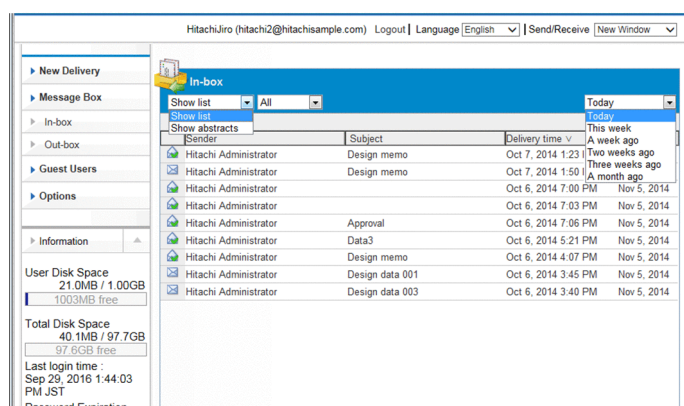 HitachiJiro (hitachi2@hitachisample.com) Logout | Language English | Send/Receive New Window
New Delivery
Message Box
In-box
Out-box
Guest Users
Options
Information
User Disk Space
21.0MB / 1.00GB
1003MB free
Total Disk Space
40.1MB / 97.7GB
97.6GB free
Last login time :
Sep 29, 2016 1:44:03
PM JST
In-box
Show list All Today
Show list
Show abstracts
Today
This week
A week ago
Two weeks ago
Three weeks ago
A month ago
Sender Subject Delivery time
Hitachi Administrator Design memo Oct 7, 2014 1:23
Hitachi Administrator Design memo Oct 7, 2014 1:50
Hitachi Administrator Oct 6, 2014 7:00 PM Nov 5, 2014
Hitachi Administrator Oct 6, 2014 7:03 PM Nov 5, 2014
Hitachi Administrator Approval Oct 6, 2014 7:06 PM Nov 5, 2014
Hitachi Administrator Data3 Oct 6, 2014 5:21 PM Nov 5, 2014
Hitachi Administrator Design memo Oct 6, 2014 4:07 PM Nov 5, 2014
Hitachi Administrator Design data 001 Oct 6, 2014 3:45 PM Nov 5, 2014
Hitachi Administrator Design data 003 Oct 6, 2014 3:40 PM Nov 5, 2014